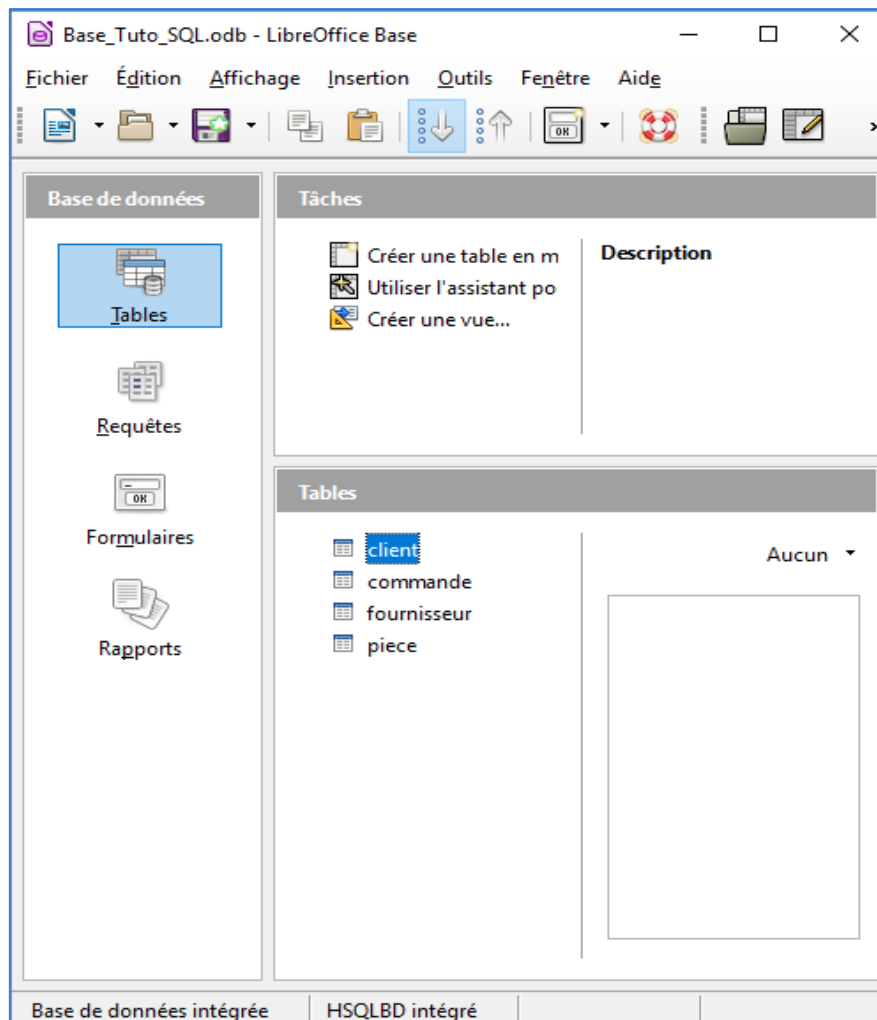 Base_Tuto_SQL.odb - LibreOffice Base
Fichier Édition Affichage Insertion Outils Fenêtre Aide
OK
Base de données
Tâches
Tables
Créer une table en m
Utiliser l'assistant po
Créer une vue...
Description
Requêtes
OK
Formulaires
Rapports
Tables
client
commande
fournisseur
piece
Aucun
Base de données intégrée
HSQLBD intégré